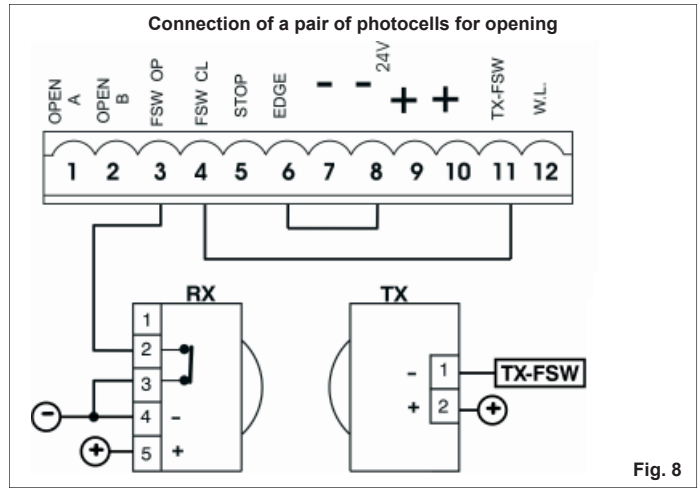 Connection of a pair of photocells for opening
OPEN A
OPEN B
FSW OP
FSW CL
STOP
EDGE
- - 24V
+ +
TX-FSW
W.L.
1 2 3 4 5 6 7 8 9 10 11 12
RX
1
2
3
- 4 -
+ 5 +
TX
- 1 TX-FSW
+ 2 +
Fig. 8